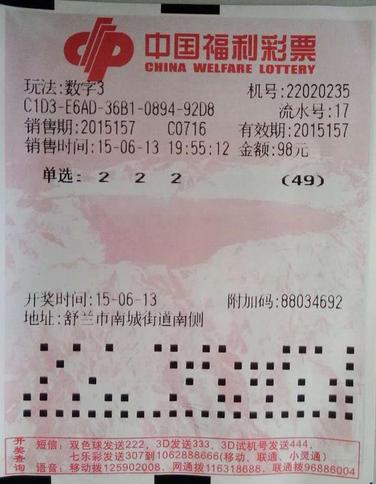 中国福利彩票
CHINA WELFARE LOTTERY
玩法:数字3 机号:22020235
C1D3-E6AD-36B1-0894-92D8 流水号:17
销售期:2015157 C0716 有效期:2015157
销售时间:15-06-13 19:55:12 金额:98元
单选: 2 2 2 (49)
开奖时间:15-06-13 附加码:88034692
地址:舒兰市南城街道南侧
开奖查询
短信:双色球发送222,3D发送333,3D试机号发送444,
七乐彩发送307到1062888666(移动、联通、小灵通)
语音:移动拨125902008、网通拨116318688、联通拨96886004